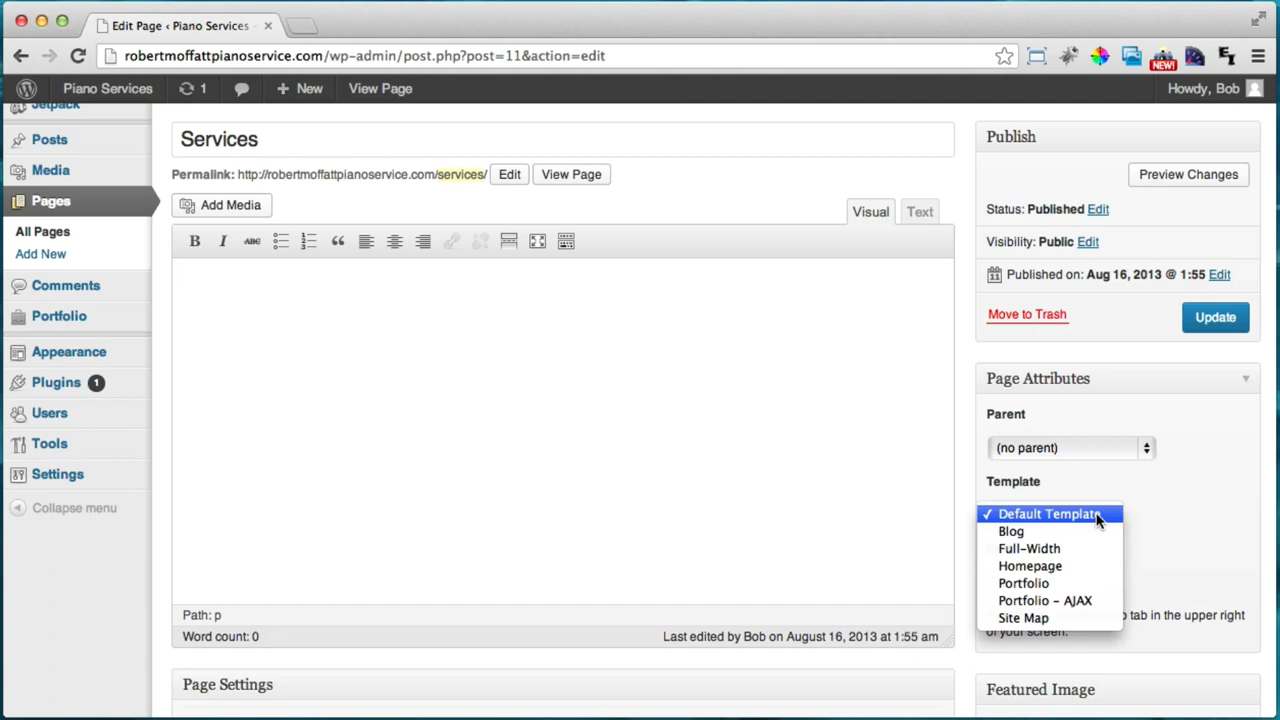 Edit Page ‹ Piano Services
robertmoffattpianoservice.com/wp-admin/post.php?post=11&action=edit
NEW!
Piano Services
1
+ New
View Page
Howdy, Bob
Jetpack
Posts
Media
Pages
All Pages
Add New
Comments
Portfolio
Appearance
Plugins 1
Users
Tools
Settings
Collapse menu
Services
Permalink: http://robertmoffattpianoservice.com/services/ Edit View Page
Add Media
Visual Text
B I ABC
Path: p
Word count: 0
Last edited by Bob on August 16, 2013 at 1:55 am
Page Settings
Publish
Preview Changes
Status: Published Edit
Visibility: Public Edit
Published on: Aug 16, 2013 @ 1:55 Edit
Move to Trash
Update
Page Attributes
Parent
(no parent)
Template
✓ Default Template
Blog
Full-Width
Homepage
Portfolio
Portfolio - AJAX
Site Map
tab in the upper right
of your screen.
Featured Image